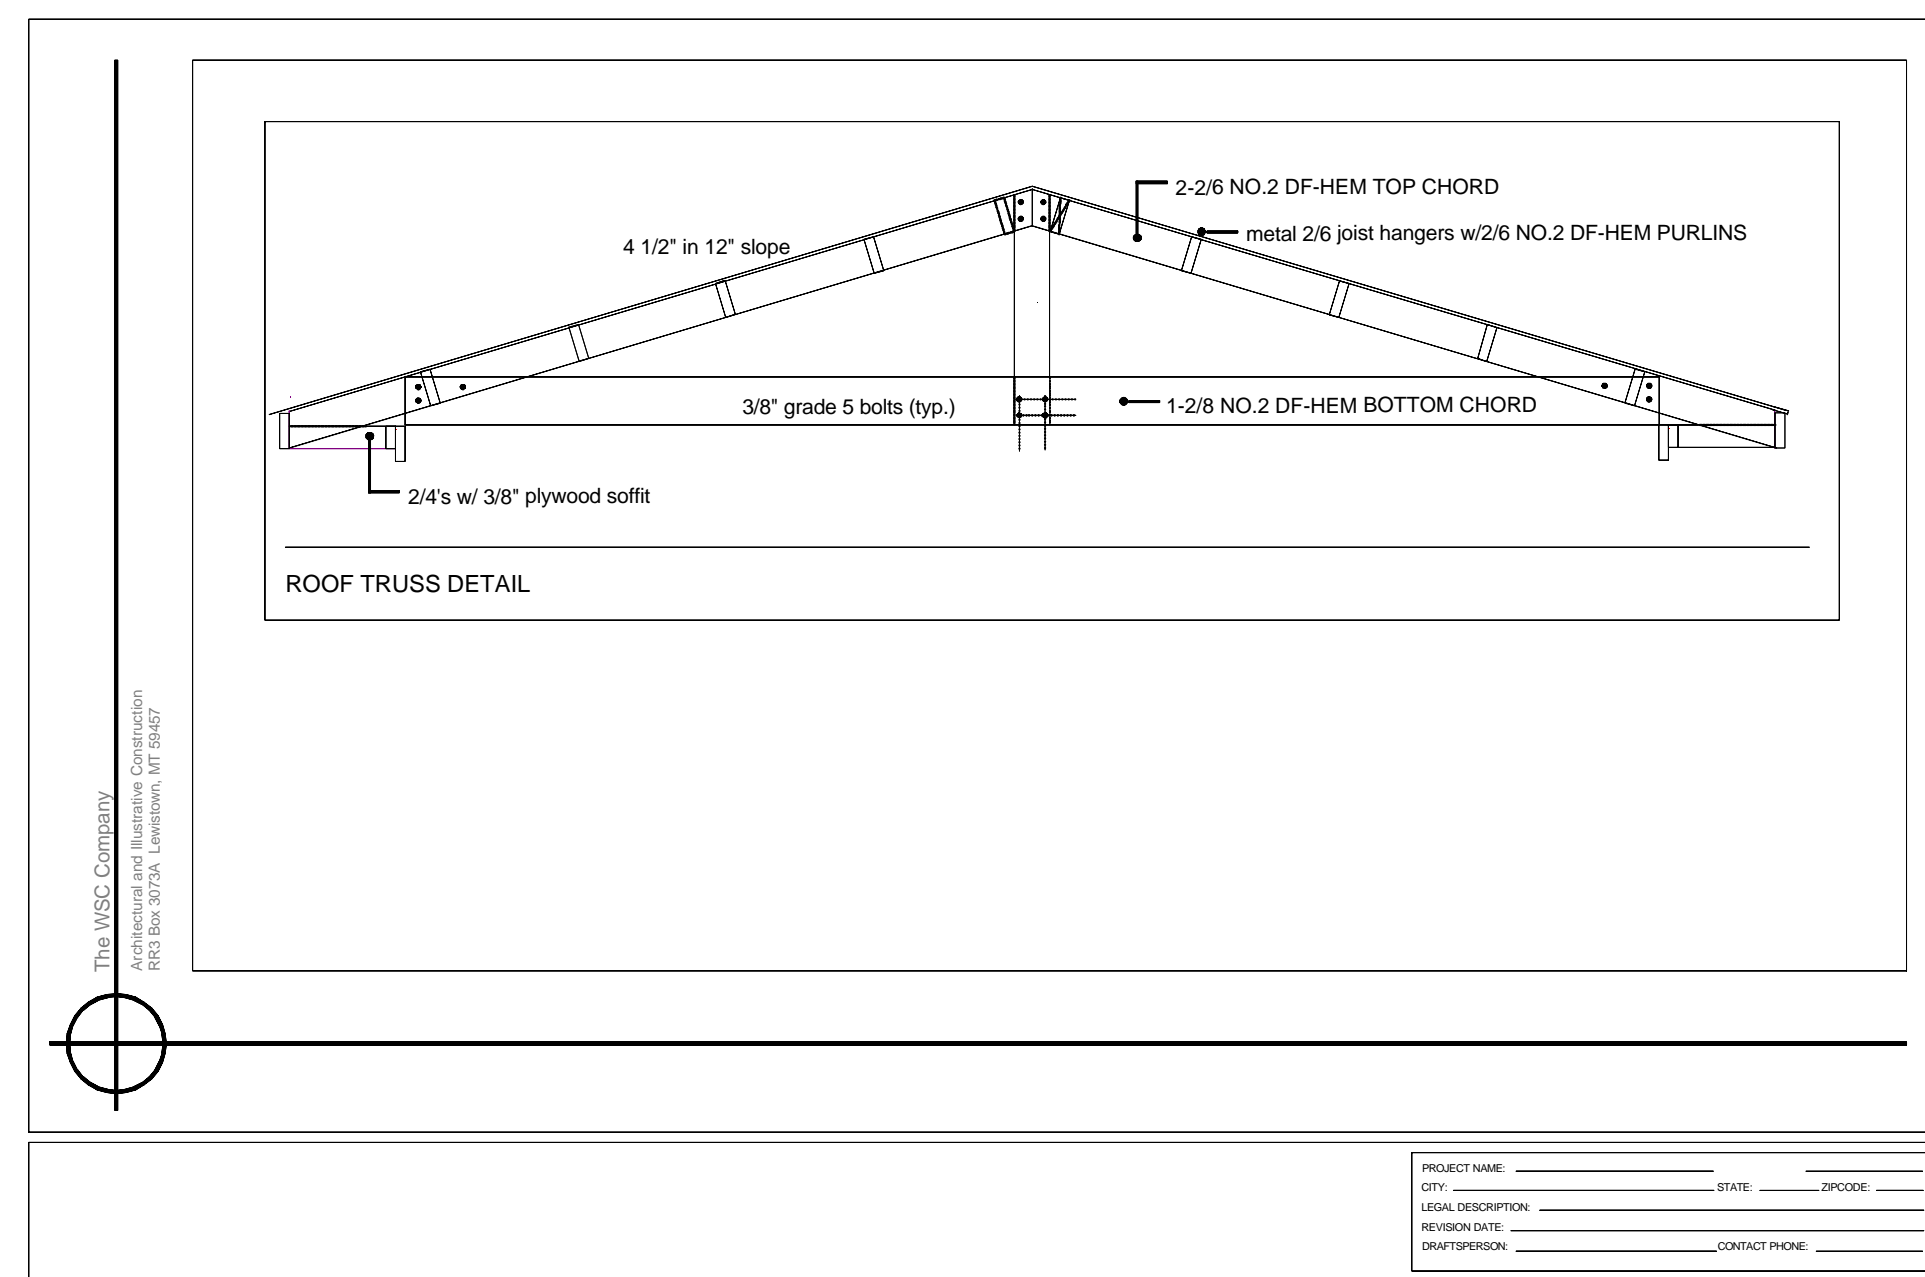 2-2/6 NO.2 DF-HEM TOP CHORD
4 1/2" in 12" slope
metal 2/6 joist hangers w/2/6 NO.2 DF-HEM PURLINS
3/8" grade 5 bolts (typ.)
1-2/8 NO.2 DF-HEM BOTTOM CHORD
2/4's w/ 3/8" plywood soffit
ROOF TRUSS DETAIL
The WSC Company
Architectural and Illustrative Construction
RR3 Box 3073A Lewistown, MT 59457
PROJECT NAME:
CITY: STATE: ZIPCODE:
LEGAL DESCRIPTION:
REVISION DATE:
DRAFTSPERSON: CONTACT PHONE: